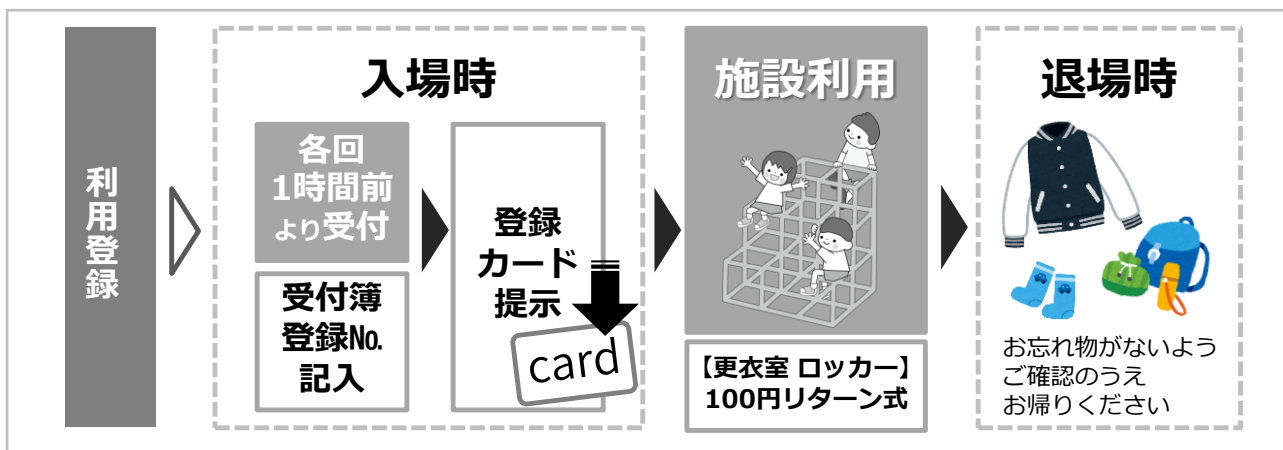 利用登録
入場時
各回
1時間前
より受付
受付簿
登録№
記入
登録
カード
提示
card
施設利用
【更衣室 ロッカー】
100円リターン式
退場時
お忘れ物がないよう
ご確認のうえ
お帰りください